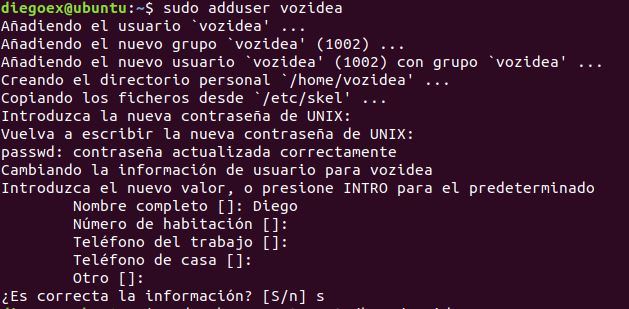 diegoex@ubuntu:~$ sudo adduser vozidea
Añadiendo el usuario `vozidea' ...
Añadiendo el nuevo grupo `vozidea' (1002) ...
Añadiendo el nuevo usuario `vozidea' (1002) con grupo `vozidea' ...
Creando el directorio personal `/home/vozidea' ...
Copiando los ficheros desde `/etc/skel' ...
Introduzca la nueva contraseña de UNIX:
Vuelva a escribir la nueva contraseña de UNIX:
passwd: contraseña actualizada correctamente
Cambiando la información de usuario para vozidea
Introduzca el nuevo valor, o presione INTRO para el predeterminado
Nombre completo []: Diego
Número de habitación []:
Teléfono del trabajo []:
Teléfono de casa []:
Otro []:
¿Es correcta la información? [S/n] s